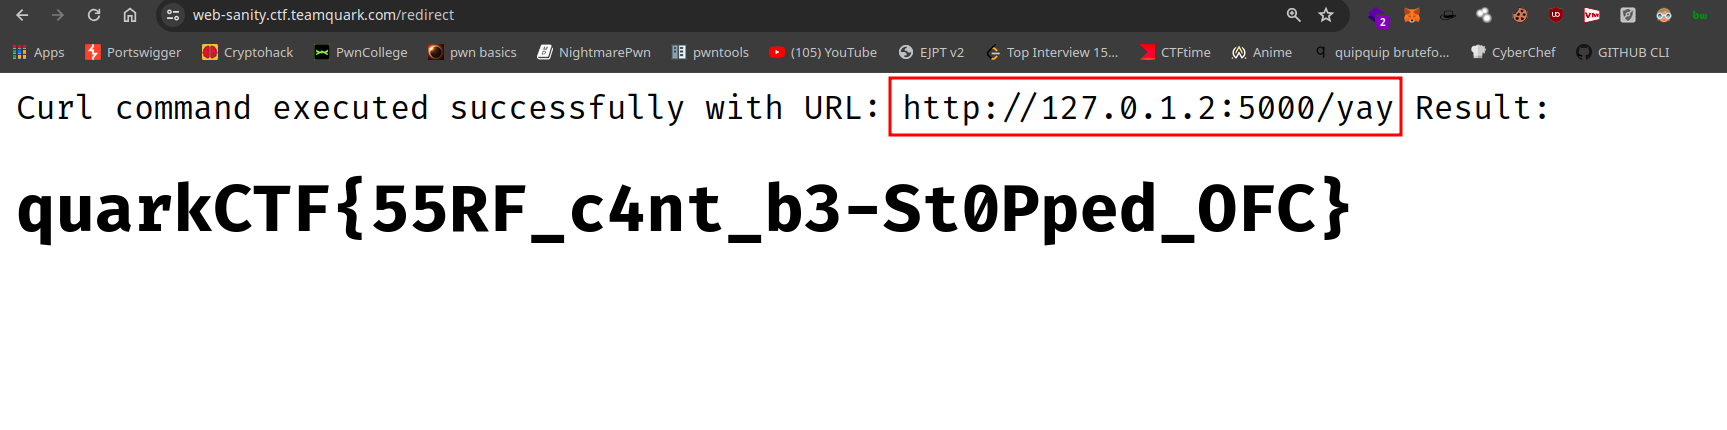 web-sanity.ctf.teamquark.com/redirect
2
Apps Portswigger Cryptohack PwnCollege pwn basics NightmarePwn pwntools (105) YouTube EJPT v2 Top Interview 15... CTFtime Anime quipquip brutefo... CyberChef GITHUB CLI
Curl command executed successfully with URL: http://127.0.1.2:5000/yay Result:
quarkCTF{55RF_c4nt_b3-St0Pped_OFC}